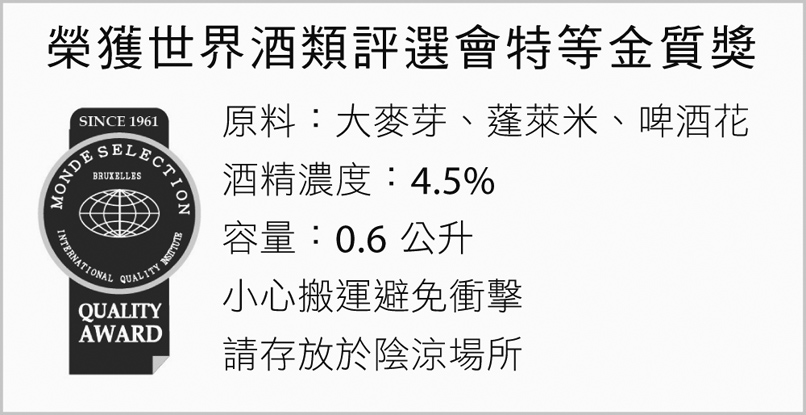 榮獲世界酒類評選會特等金質獎
SINCE 1961
MONDE SELECTION
BRUXELLES
INTERNATIONAL QUALITY INSTITUTE
QUALITY
AWARD
原料：大麥芽、蓬萊米、啤酒花
酒精濃度：4.5%
容量：0.6 公升
小心搬運避免衝擊
請存放於陰涼場所